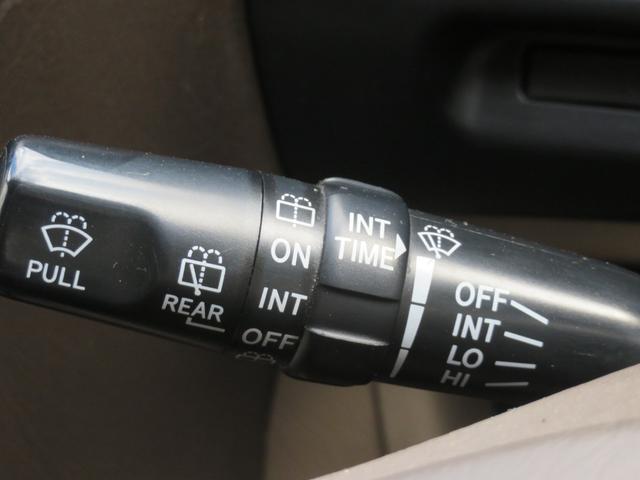 PULL
REAR
ON
INT
OFF
INT
TIME
OFF
INT
LO
HI